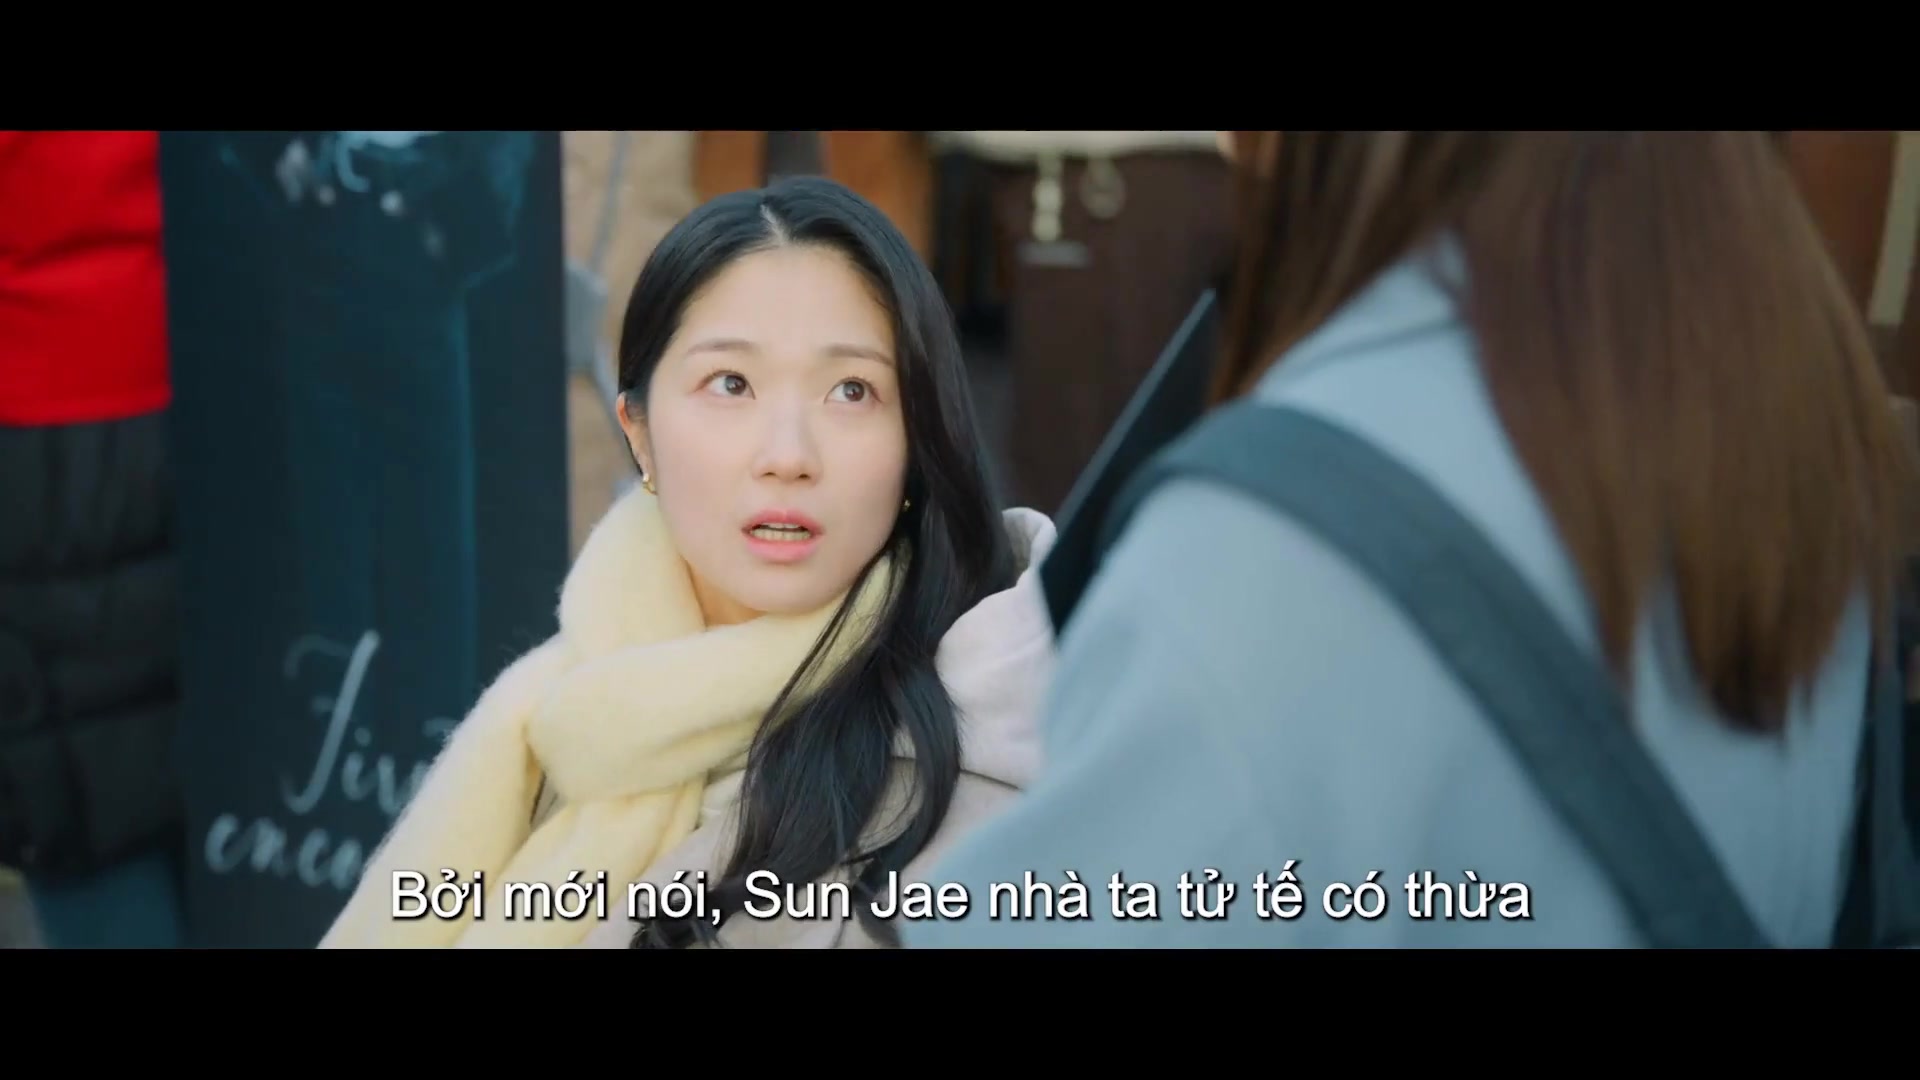 Bởi mới nói, Sun Jae nhà ta tử tế có thừa